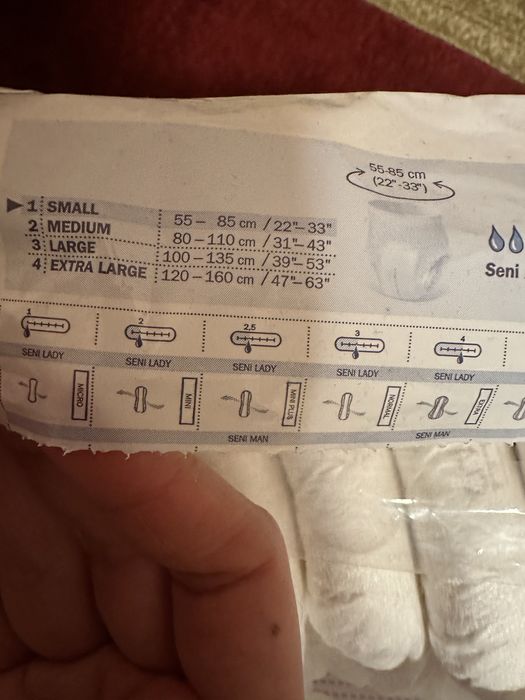 55-85 cm
(22"-33")
▶ 1 SMALL 55 – 85 cm / 22"– 33"
2 MEDIUM 80 – 110 cm / 31"– 43"
3 LARGE 100 – 135 cm / 39"– 53"
4 EXTRA LARGE 120 – 160 cm / 47"– 63"
Seni
1 2 2,5 3 4
SENI LADY SENI LADY SENI LADY SENI LADY SENI LADY
MICRO MINI MINI PLUS NORMAL EXTRA
SENI MAN SENI MAN